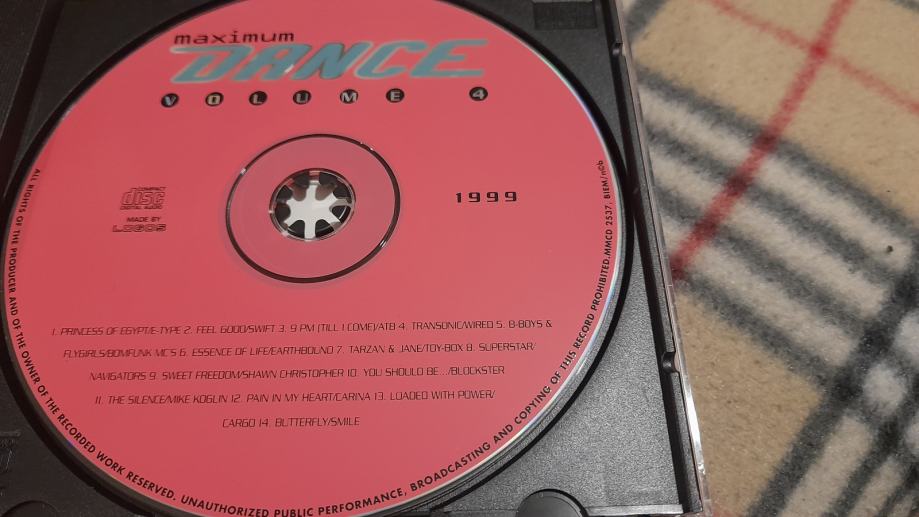 maximum
DANCE
VOLUME 4
COMPACT
disc
DIGITAL AUDIO
MADE BY
LOGOS
1999
1. PRINCESS OF EGYPT/E-TYPE 2. FEEL GOOD/SWIFT 3. 9 PM (TILL I COME)/ATB 4. TRANSONIC/WIRED 5. B-BOYS &
FLYGIRLS/BOMFUNK MC'S 6. ESSENCE OF LIFE/EARTHBOUND 7. TARZAN & JANE/TOY-BOX 8. SUPERSTAR/
NAVIGATORS 9. SWEET FREEDOM/SHAWN CHRISTOPHER 10. YOU SHOULD BE.../BLOCKSTER
11. THE SILENCE/MIKE KOGLIN 12. PAIN IN MY HEART/CARINA 13. LOADED WITH POWER/
CARGO 14. BUTTERFLY/SMILE
ALL RIGHTS OF THE PRODUCER AND OF THE OWNER OF THE RECORDED WORK RESERVED. UNAUTHORIZED PUBLIC PERFORMANCE, BROADCASTING AND COPYING OF THIS RECORD PROHIBITED.MMCD 2537, BIEM/n©b